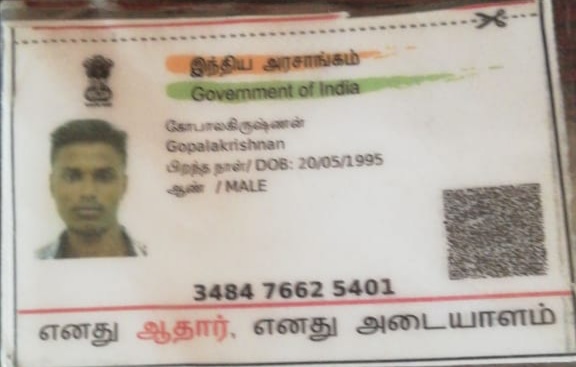 இந்திய அரசாங்கம்
Government of India
கோபாலகிருஷ்ணன்
Gopalakrishnan
பிறந்த நாள்/ DOB: 20/05/1995
ஆண் / MALE
3484 7662 5401
எனது ஆதார், எனது அடையாளம்